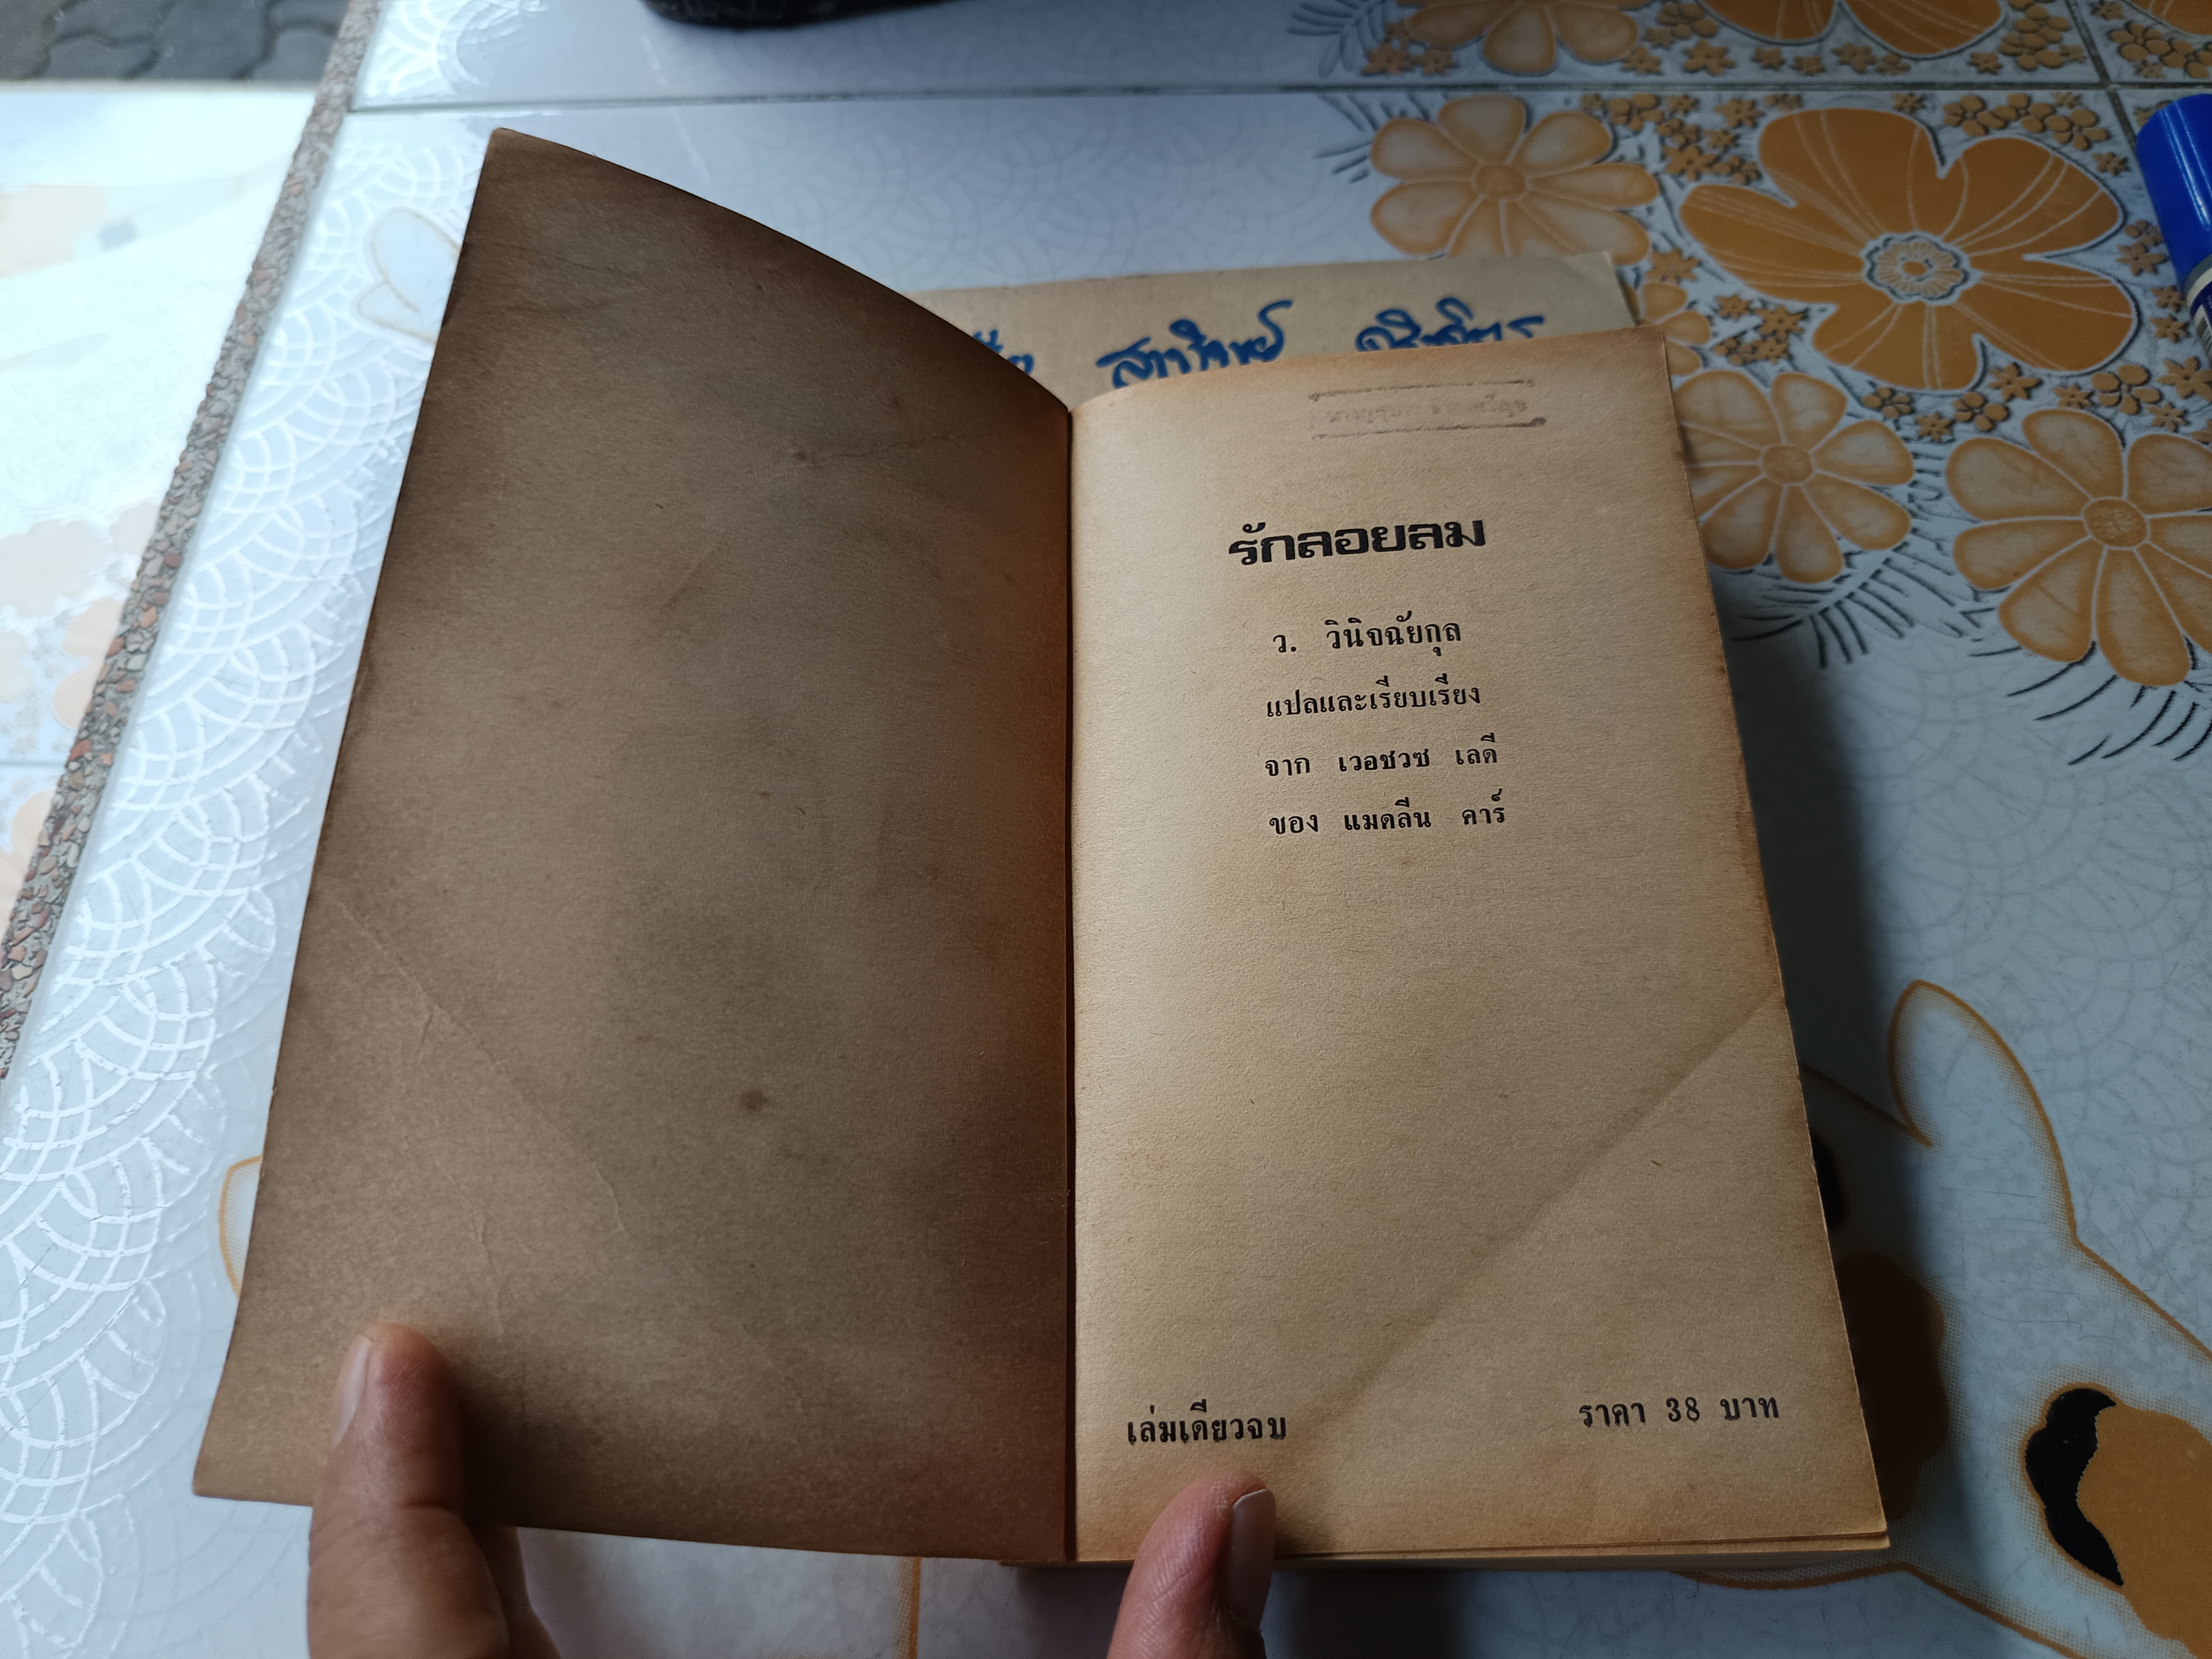 รักลอยลม
ว. วินิจฉัยกุล
แปลและเรียบเรียง
จาก เวอชวซ เลดี
ของ แมดลีน คาร์
เล่มเดียวจบ
ราคา 38 บาท